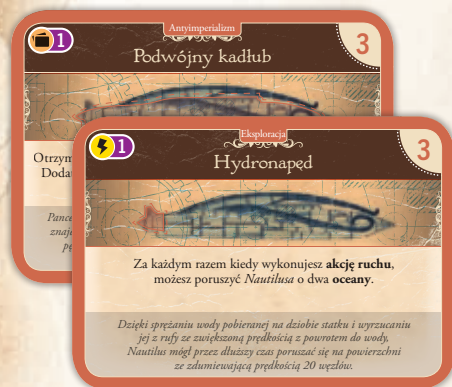 Antyimperializm
1
3
Podwójny kadłub
Otrzym
Doda
Pance
znaje
pę
Eksploracja
1
3
Hydronapęd
Za każdym razem kiedy wykonujesz akcję ruchu,
możesz poruszyć Nautilusa o dwa oceany.
Dzięki sprężaniu wody pobieranej na dziobie statku i wyrzucaniu
jej z rufy ze zwiększoną prędkością z powrotem do wody,
Nautilus mógł przez dłuższy czas poruszać się na powierzchni
ze zdumiewającą prędkością 20 węzłów.